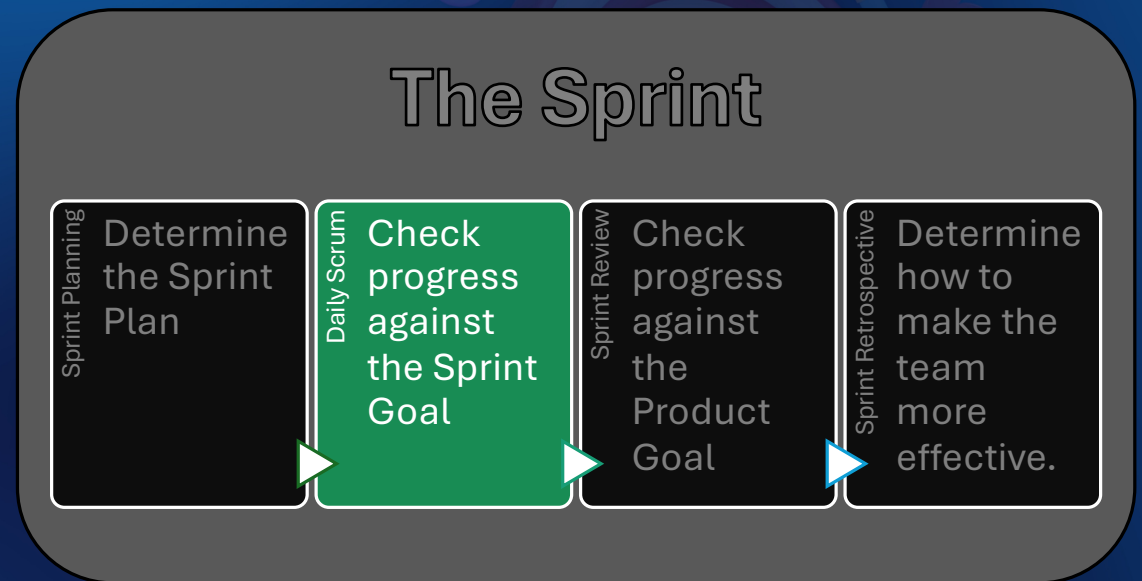 The Sprint
Sprint Planning
Determine
the Sprint
Plan
Daily Scrum
Check
progress
against
the Sprint
Goal
Sprint Review
Check
progress
against
the
Product
Goal
Sprint Retrospective
Determine
how to
make the
team
more
effective.